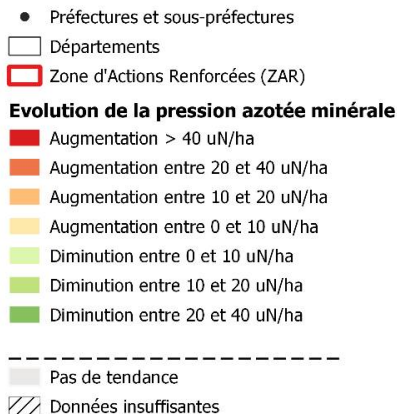 Préfectures et sous-préfectures
Départements
Zone d'Actions Renforcées (ZAR)
Evolution de la pression azotée minérale
Augmentation > 40 uN/ha
Augmentation entre 20 et 40 uN/ha
Augmentation entre 10 et 20 uN/ha
Augmentation entre 0 et 10 uN/ha
Diminution entre 0 et 10 uN/ha
Diminution entre 10 et 20 uN/ha
Diminution entre 20 et 40 uN/ha
Pas de tendance
Données insuffisantes